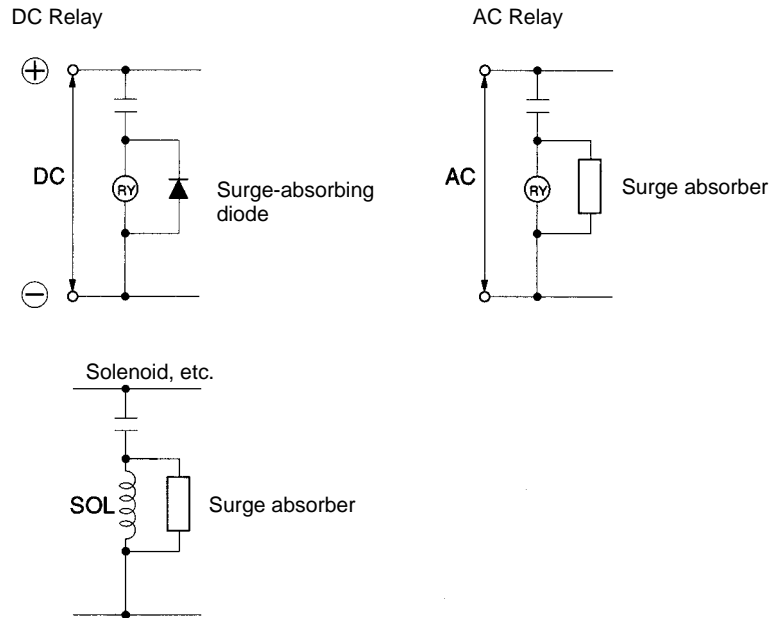 DC Relay
AC Relay
⊕
DC
RY
Surge-absorbing
diode
⊖
AC
RY
Surge absorber
Solenoid, etc.
SOL
Surge absorber